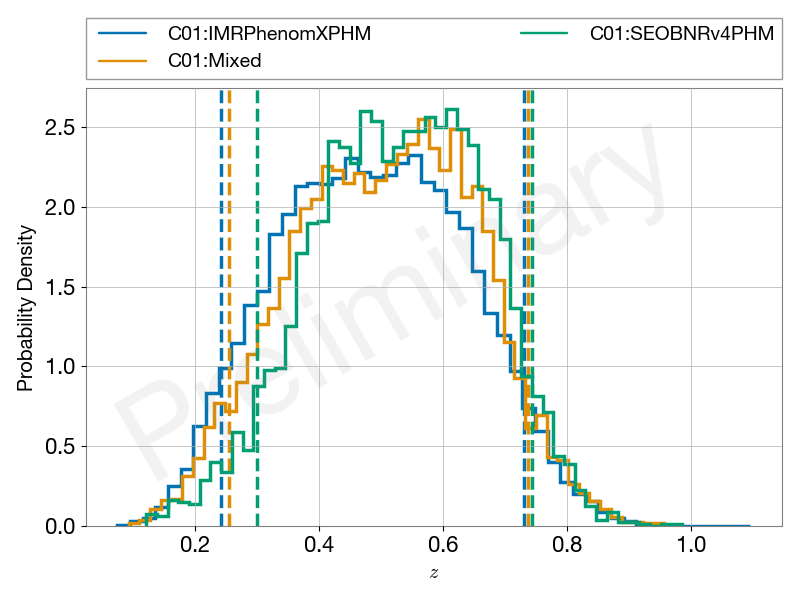 C01:IMRPhenomXPHM
C01:Mixed
C01:SEOBNRv4PHM
Preliminary
Probability Density
2.5
2.0
1.5
1.0
0.5
0.0
0.2 0.4 0.6 0.8 1.0
z